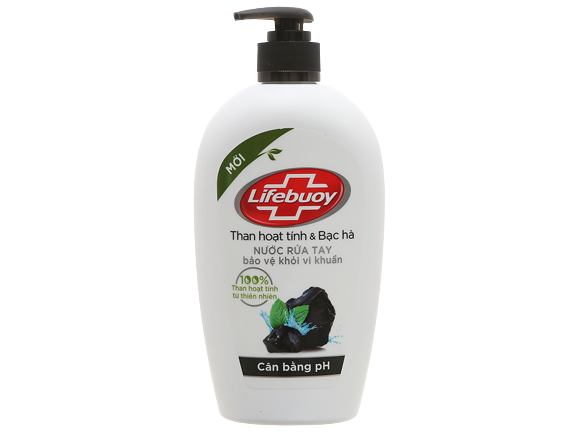 MỚI
Lifebuoy
Than hoạt tính & Bạc hà
NƯỚC RỬA TAY
bảo vệ khỏi vi khuẩn
100%
Than hoạt tính
từ thiên nhiên
Cân bằng pH